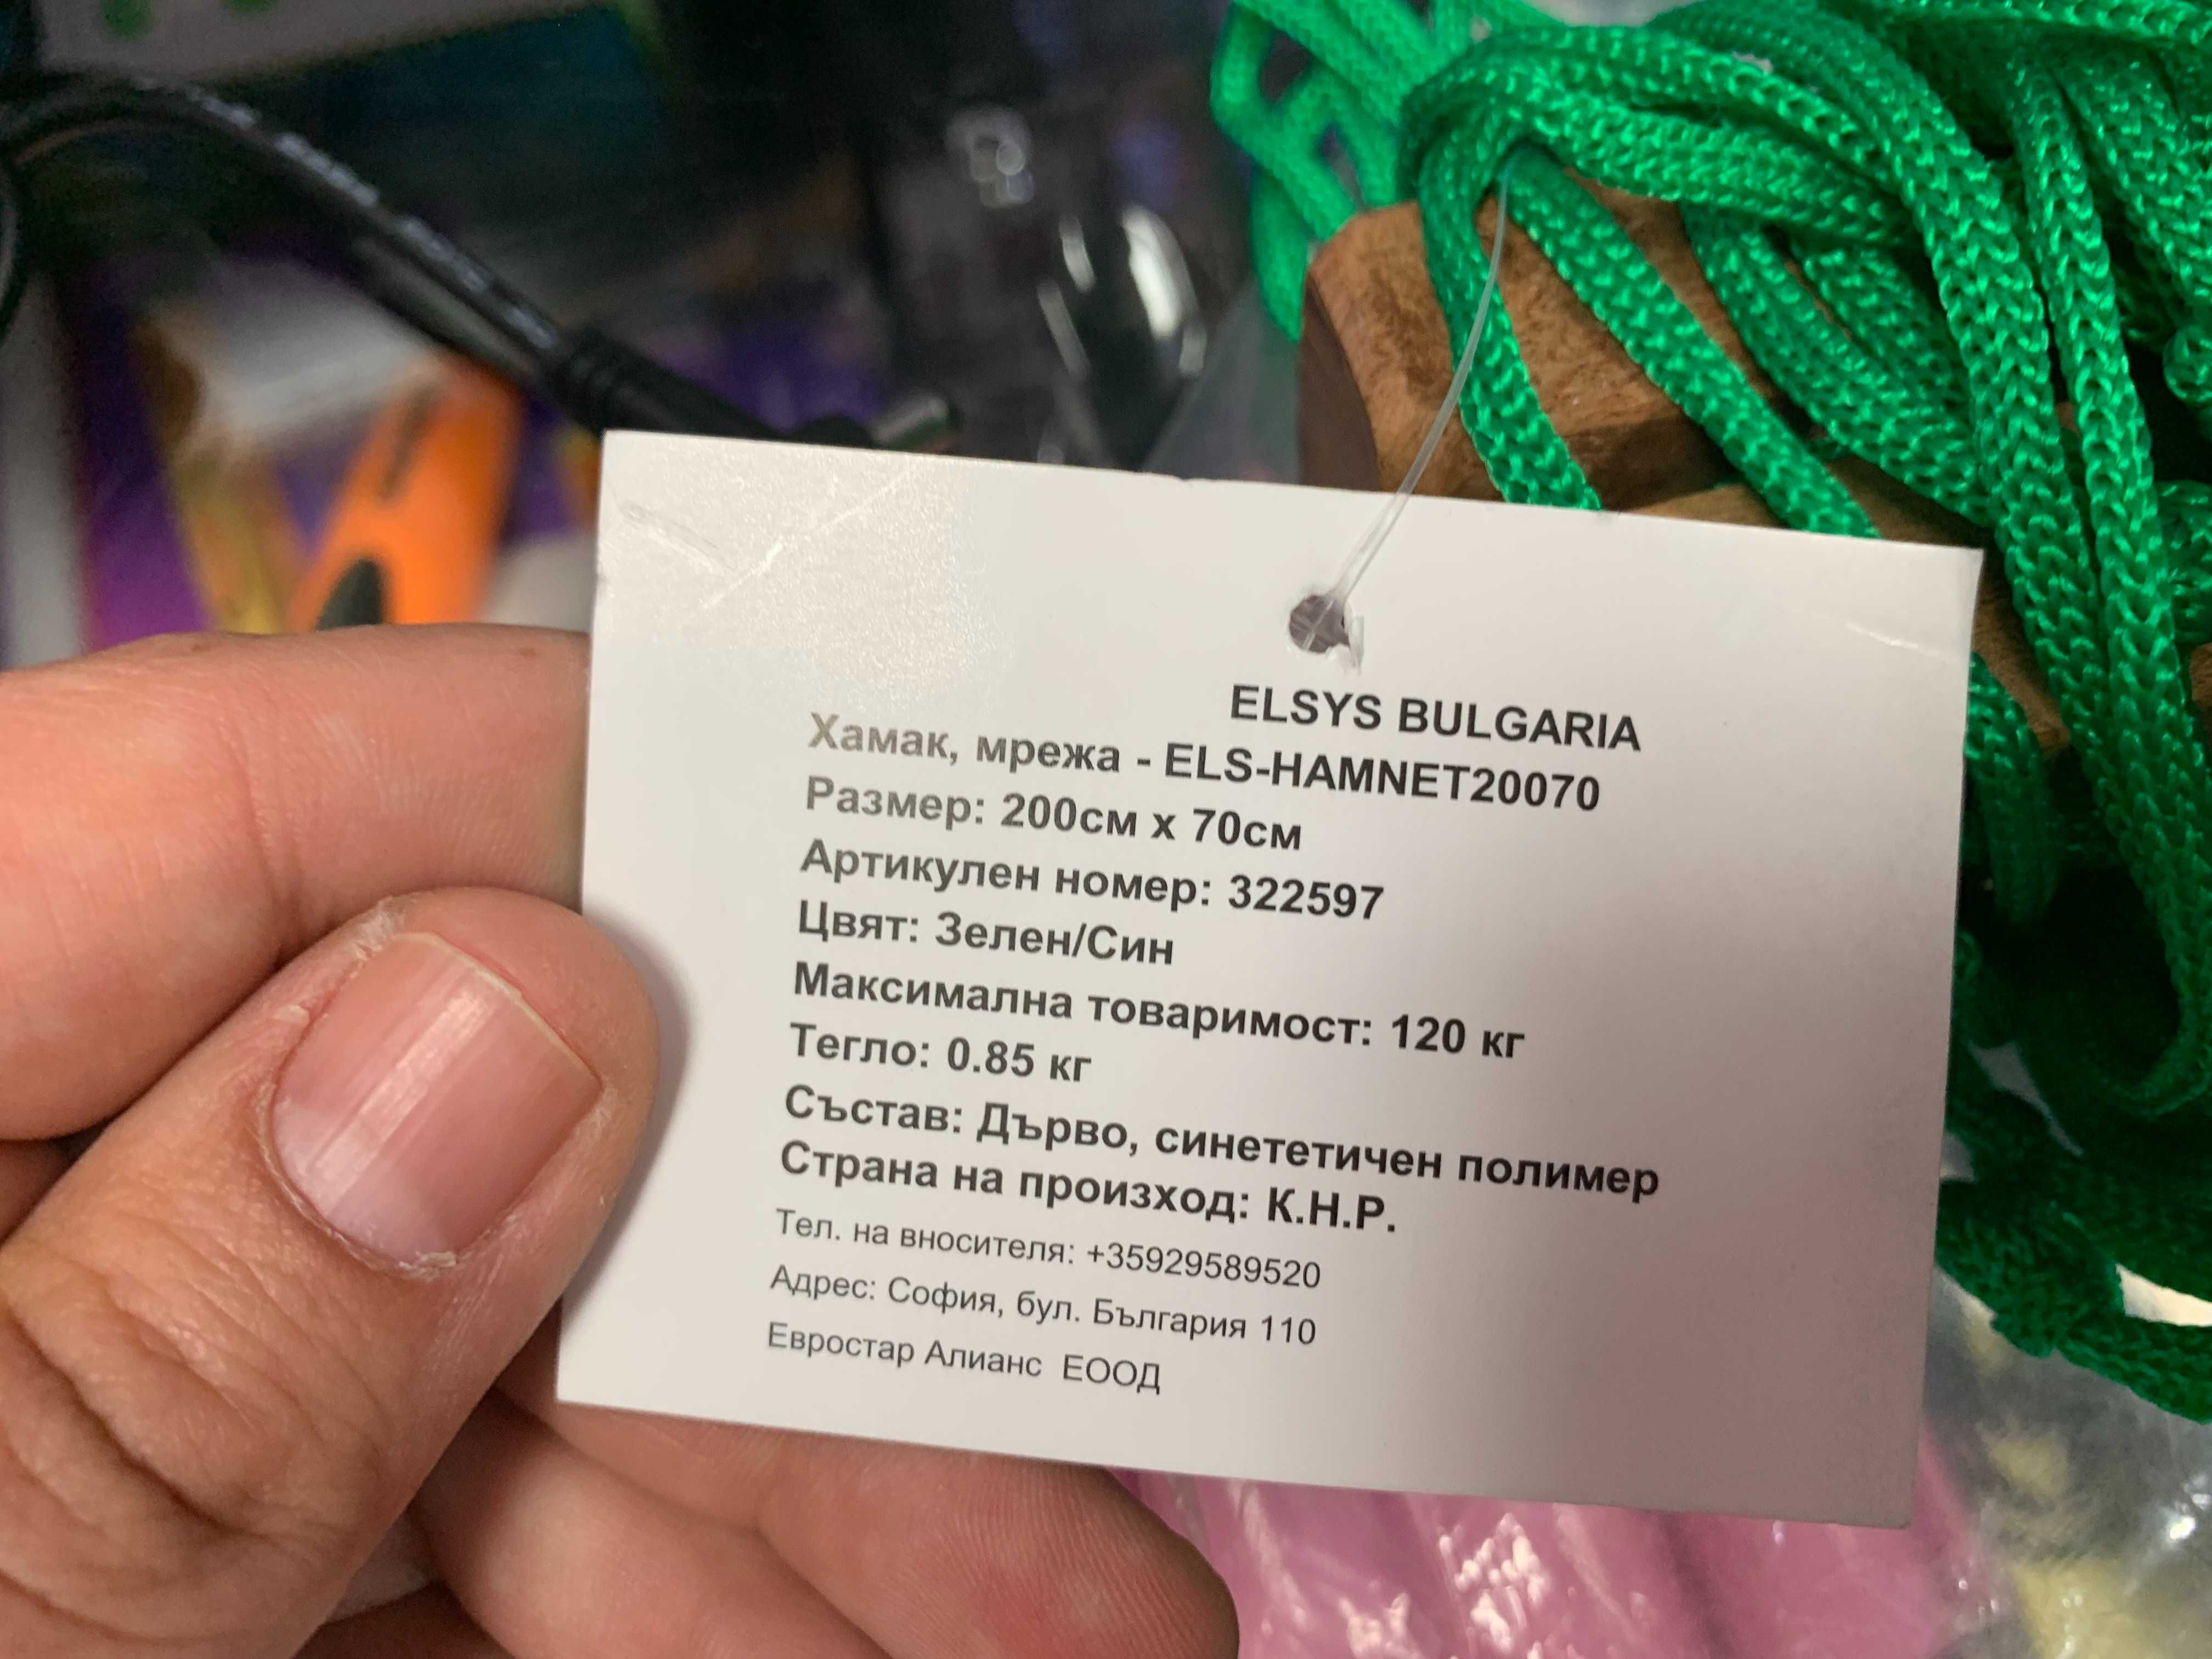 ELSYS BULGARIA
Хамак, мрежа - ELS-HAMNET20070
Размер: 200см x 70см
Артикулен номер: 322597
Цвят: Зелен/Син
Максимална товаримост: 120 кг
Тегло: 0.85 кг
Състав: Дърво, синететичен полимер
Страна на произход: К.Н.Р.
Тел. на вносителя: +35929589520
Адрес: София, бул. България 110
Евростар Алианс  ЕООД